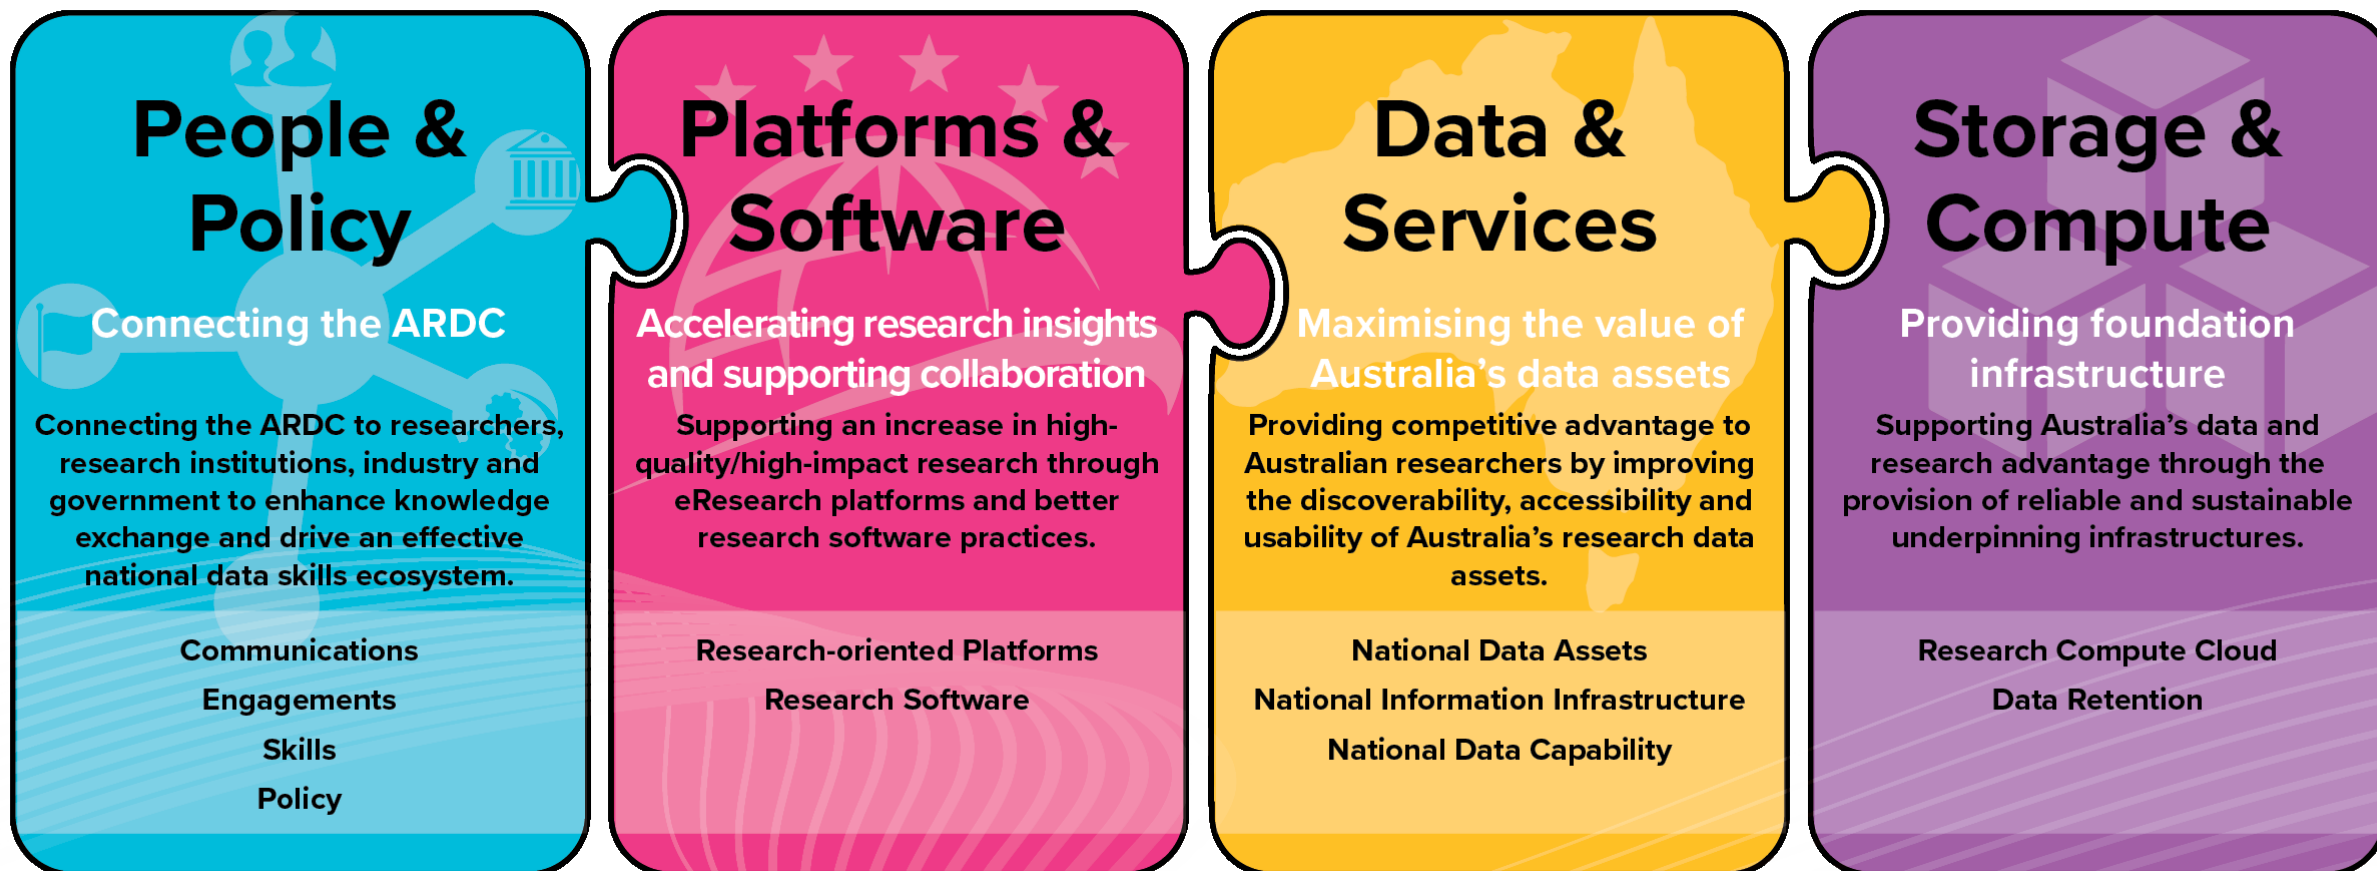 People &
Policy
Connecting the ARDC
Connecting the ARDC to researchers,
research institutions, industry and
government to enhance knowledge
exchange and drive an effective
national data skills ecosystem.
Communications
Engagements
Skills
Policy
Platforms &
Software
Accelerating research insights
and supporting collaboration
Supporting an increase in high-
quality/high-impact research through
eResearch platforms and better
research software practices.
Research-oriented Platforms
Research Software
Data &
Services
Maximising the value of
Australia’s data assets
Providing competitive advantage to
Australian researchers by improving
the discoverability, accessibility and
usability of Australia’s research data
assets.
National Data Assets
National Information Infrastructure
National Data Capability
Storage &
Compute
Providing foundation
infrastructure
Supporting Australia’s data and
research advantage through the
provision of reliable and sustainable
underpinning infrastructures.
Research Compute Cloud
Data Retention